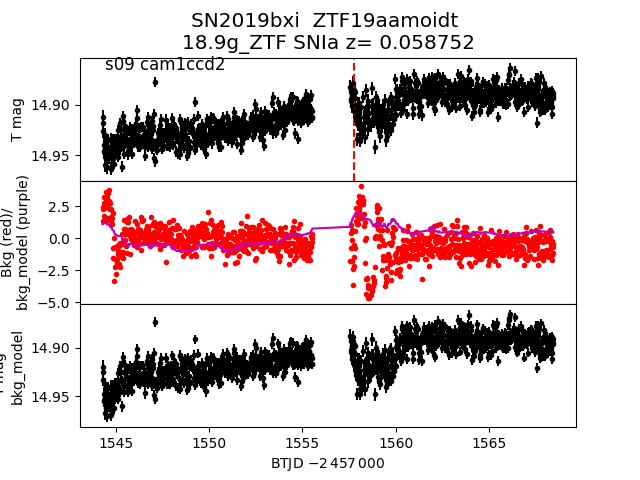 SN2019bxi  ZTF19aamoidt
18.9g_ZTF SNIa z= 0.058752
s09 cam1ccd2
T mag
14.90
14.95
Bkg (red)/
bkg_model (purple)
2.5
0.0
−2.5
−5.0
mag
bkg_model
14.90
14.95
1545 1550 1555 1560 1565
BTJD −2 457 000